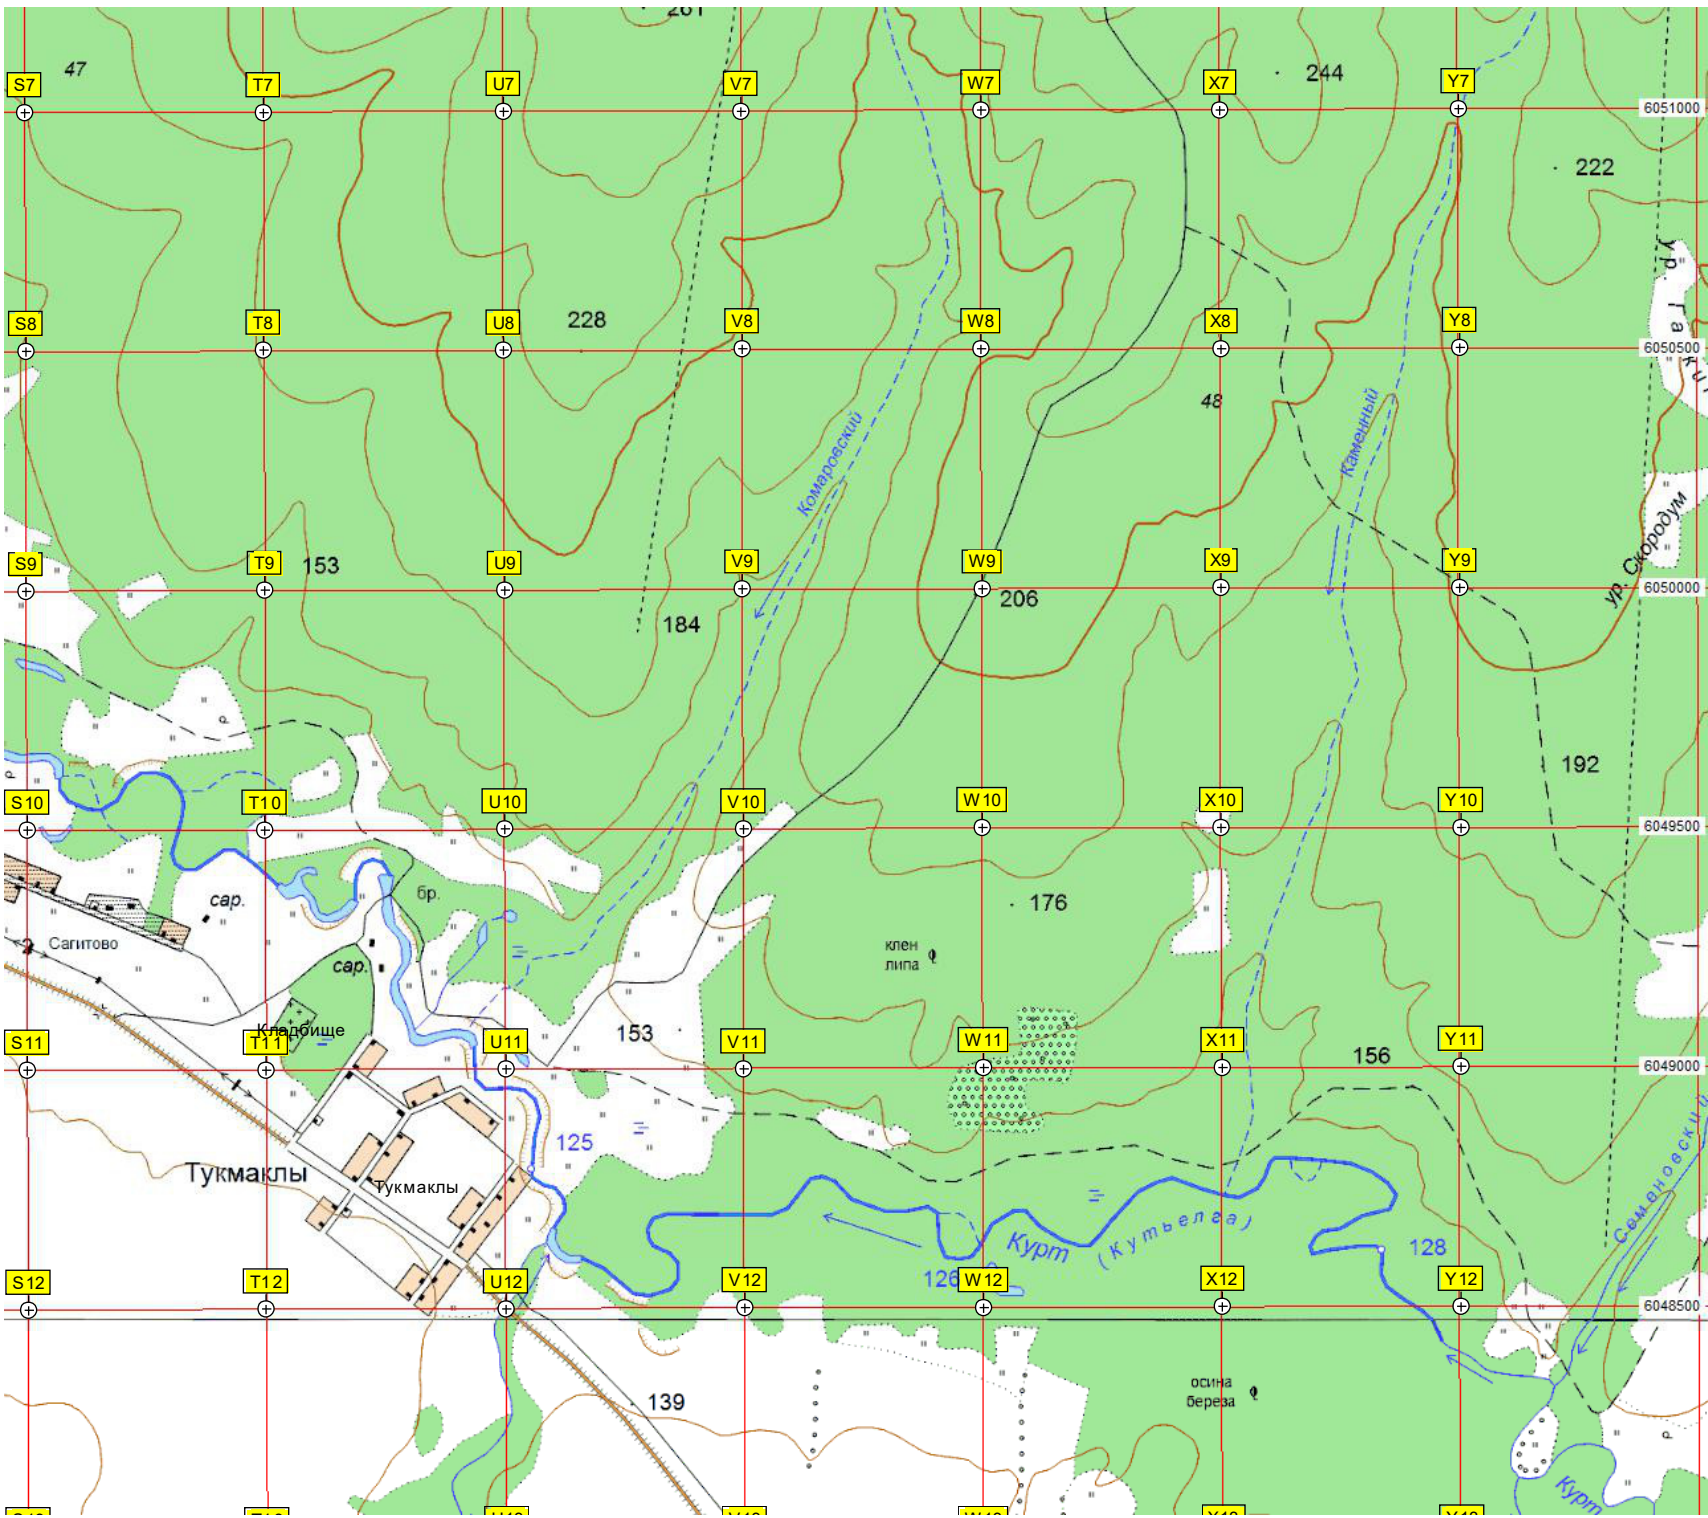 47
S7
T7
U7
V7
W7
X7
244
Y7
6051000
222
S8
T8
U8
228
V8
W8
X8
Y8
6050500
48
Комаровский
Каменный
ур. Скородум
S9
T9
153
U9
V9
W9
X9
Y9
6050000
206
184
192
S10
T10
U10
V10
W10
X10
Y10
6049500
сар.
бр.
176
Сагитово
клен
липа
сар.
Кладбище
S11
T11
U11
153
V11
W11
X11
156
Y11
6049000
125
Тукмаклы
Тукмаклы
Семеновский
Курт
(Кутьелга)
128
126
S12
T12
U12
V12
W12
X12
Y12
6048500
осина
береза
139
Курт